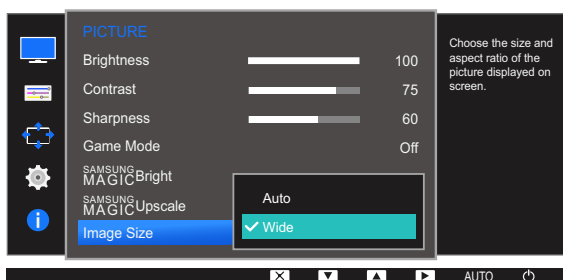 PICTURE
Brightness 100
Contrast 75
Sharpness 60
Game Mode Off
SAMSUNG
MAGIC Bright
SAMSUNG
MAGIC Upscale
Image Size
Auto
Wide
Choose the size and
aspect ratio of the
picture displayed on
screen.
AUTO